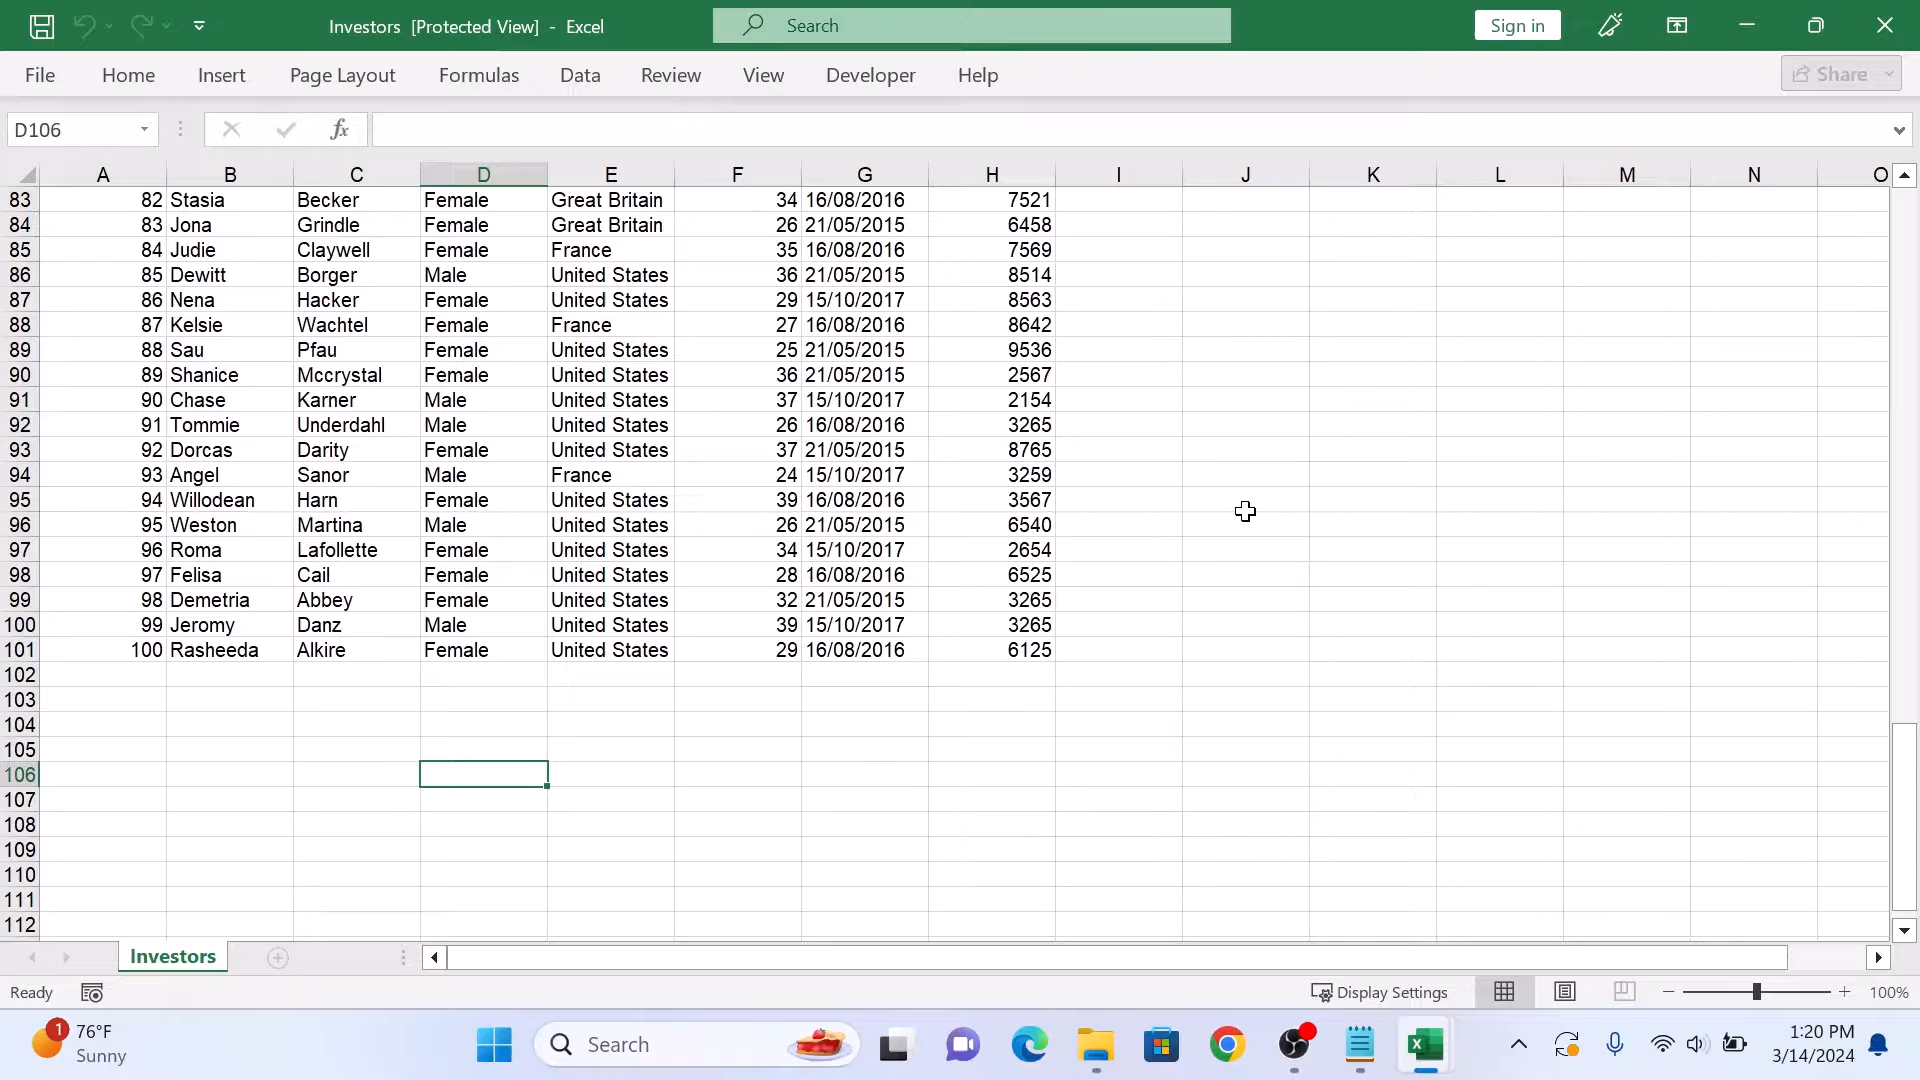 Investors [Protected View] - Excel
Search
Sign in
File Home Insert Page Layout Formulas Data Review View Developer Help
Share
D106
fx
A B C D E F G H I J K L M N O
83 82 Stasia Becker Female Great Britain 34 16/08/2016 7521
84 83 Jona Grindle Female Great Britain 26 21/05/2015 6458
85 84 Judie Claywell Female France 35 16/08/2016 7569
86 85 Dewitt Borger Male United States 36 21/05/2015 8514
87 86 Nena Hacker Female United States 29 15/10/2017 8563
88 87 Kelsie Wachtel Female France 27 16/08/2016 8642
89 88 Sau Pfau Female United States 25 21/05/2015 9536
90 89 Shanice Mccrystal Female United States 36 21/05/2015 2567
91 90 Chase Karner Male United States 37 15/10/2017 2154
92 91 Tommie Underdahl Male United States 26 16/08/2016 3265
93 92 Dorcas Darity Female United States 37 21/05/2015 8765
94 93 Angel Sanor Male France 24 15/10/2017 3259
95 94 Willodean Harn Female United States 39 16/08/2016 3567
96 95 Weston Martina Male United States 26 21/05/2015 6540
97 96 Roma Lafollette Female United States 34 15/10/2017 2654
98 97 Felisa Cail Female United States 28 16/08/2016 6525
99 98 Demetria Abbey Female United States 32 21/05/2015 3265
100 99 Jeromy Danz Male United States 39 15/10/2017 3265
101 100 Rasheeda Alkire Female United States 29 16/08/2016 6125
102
103
104
105
106
107
108
109
110
111
112
Investors
Ready
Display Settings
100%
1
76°F
Sunny
Search
1:20 PM
3/14/2024